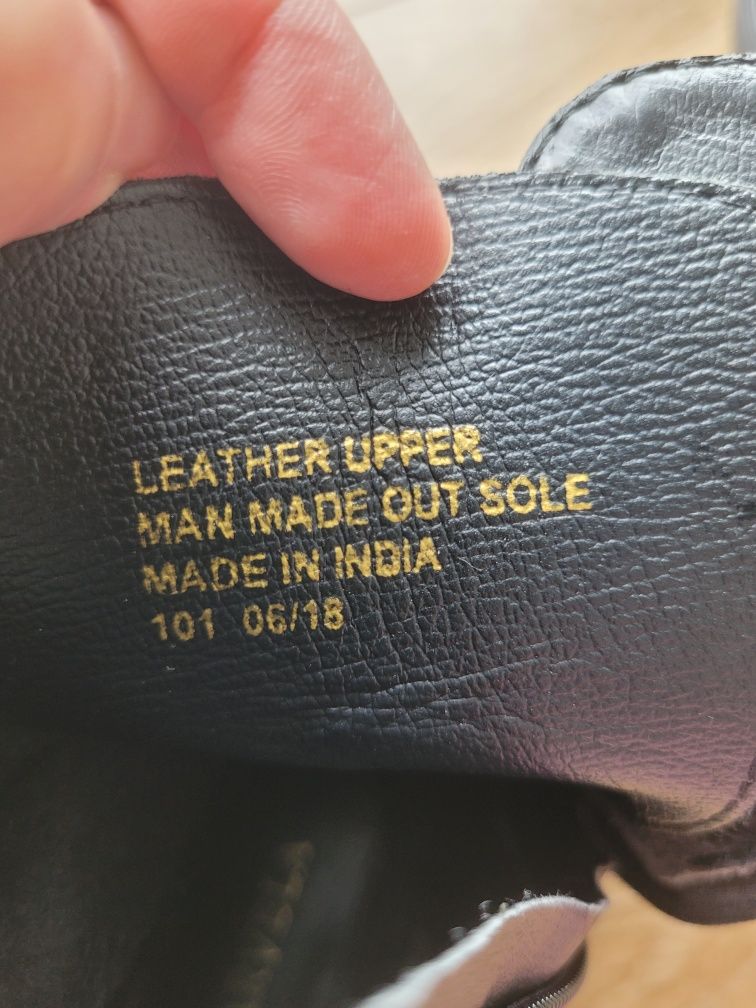 LEATHER UPPER
MAN MADE OUT SOLE
MADE IN INDIA
101 06/18